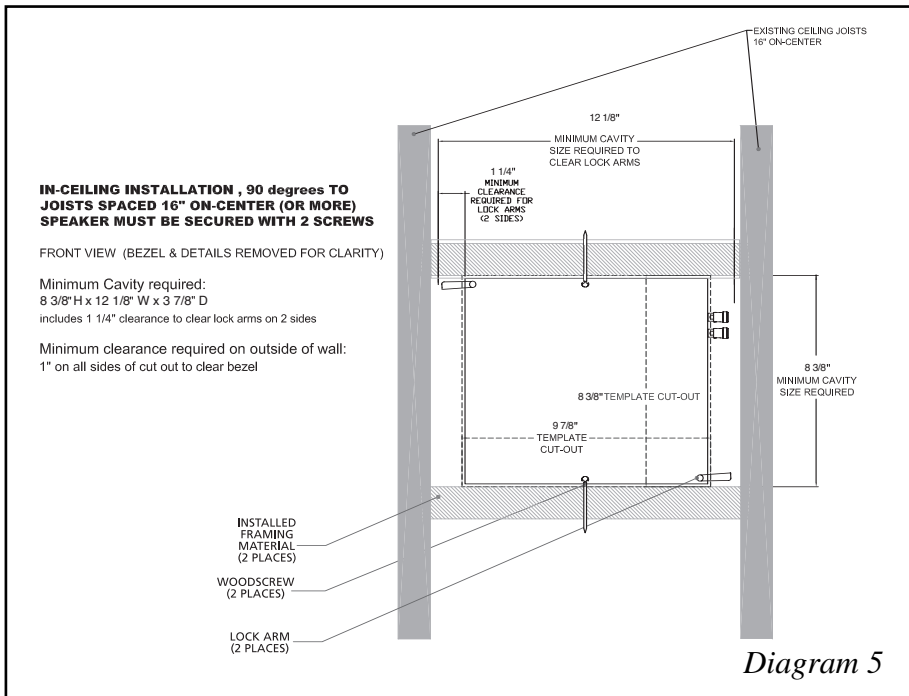 EXISTING CEILING JOISTS
16" ON-CENTER
12 1/8"
MINIMUM CAVITY
SIZE REQUIRED TO
CLEAR LOCK ARMS
1 1/4"
MINIMUM
CLEARANCE
REQUIRED FOR
LOCK ARMS
(2 SIDES)
IN-CEILING INSTALLATION , 90 degrees TO
JOISTS SPACED 16" ON-CENTER (OR MORE)
SPEAKER MUST BE SECURED WITH 2 SCREWS
FRONT VIEW (BEZEL & DETAILS REMOVED FOR CLARITY)
Minimum Cavity required:
8 3/8" H x 12 1/8" W x 3 7/8" D
includes 1 1/4" clearance to clear lock arms on 2 sides
Minimum clearance required on outside of wall:
1" on all sides of cut out to clear bezel
8 3/8"
MINIMUM CAVITY
SIZE REQUIRED
8 3/8" TEMPLATE CUT-OUT
9 7/8"
TEMPLATE
CUT-OUT
INSTALLED
FRAMING
MATERIAL
(2 PLACES)
WOODSCREW
(2 PLACES)
LOCK ARM
(2 PLACES)
Diagram 5